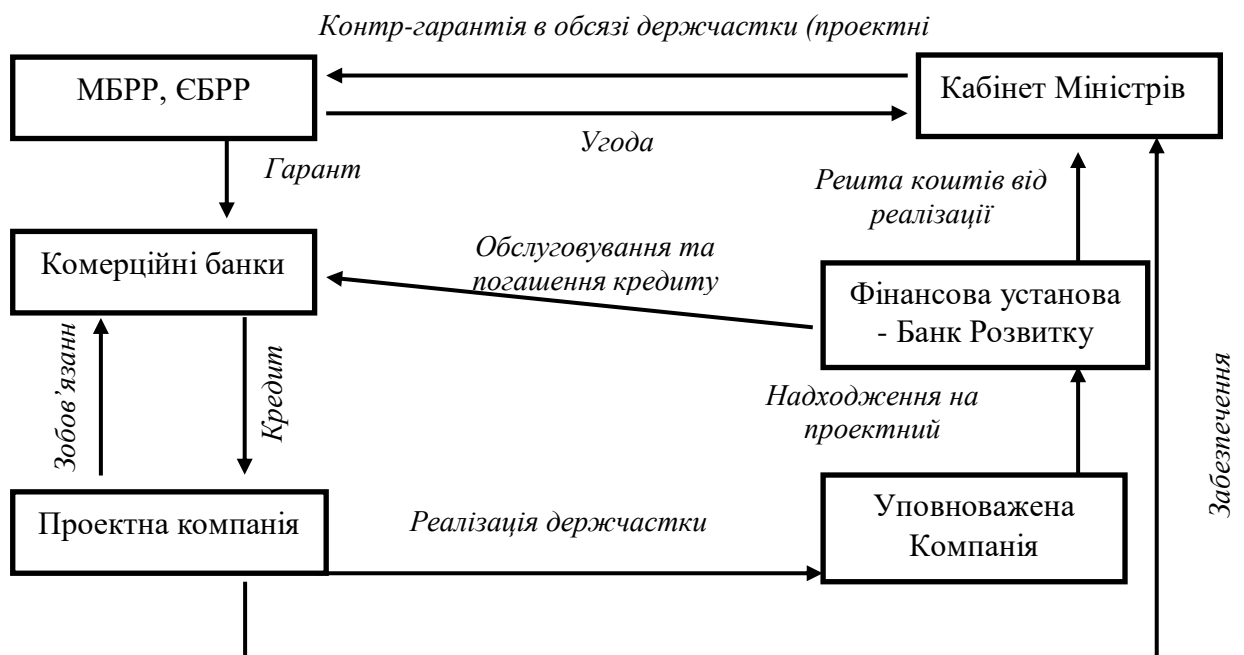 Контр-гарантія в обсязі держчастки (проектні
МБРР, ЄБРР
Кабінет Міністрів
Угода
Гарант
Решта коштів від
реалізації
Комерційні банки
Обслуговування та
погашення кредиту
Фінансова установа
- Банк Розвитку
Зобов’язанн
Кредит
Надходження на
проектний
Забезпечення
Проектна компанія
Реалізація держчастки
Уповноважена
Компанія